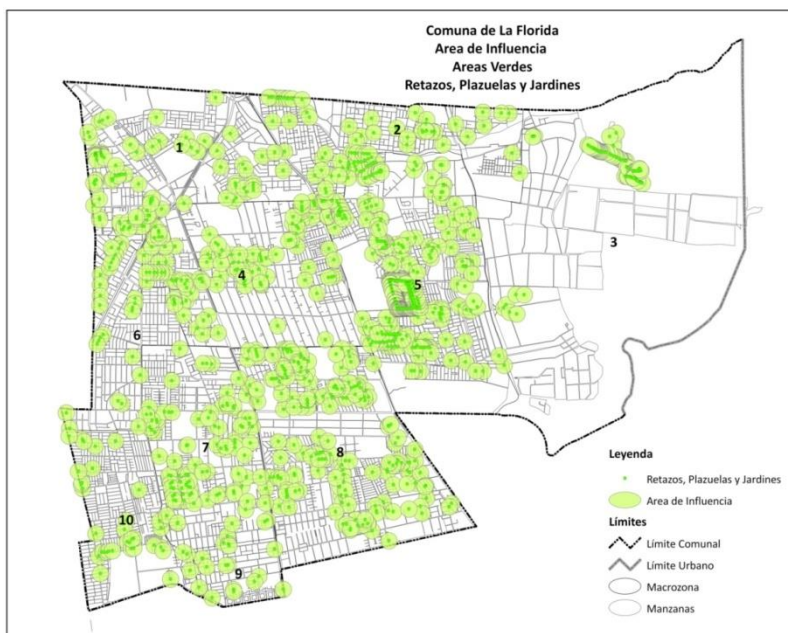 Comuna de La Florida
Area de Influencia
Areas Verdes
Retazos, Plazuelas y Jardines
1
2
3
4
5
6
7
8
9
10
Leyenda
Retazos, Plazuelas y Jardines
Area de Influencia
Límites
Límite Comunal
Límite Urbano
Macrozona
Manzanas